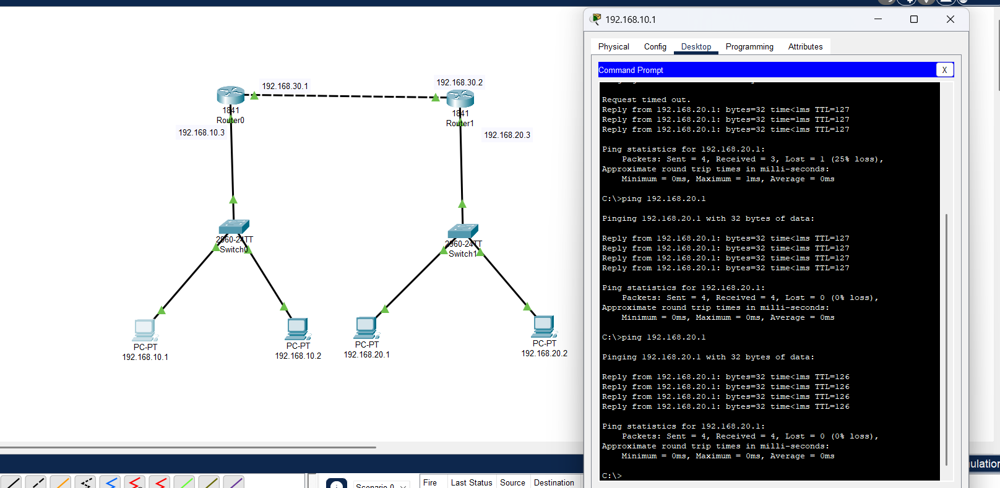 192.168.30.1
192.168.30.2
1841
Router0
1841
Router1
192.168.10.3
192.168.20.3
2960-24TT
Switch0
2960-24TT
Switch1
PC-PT
192.168.10.1
PC-PT
192.168.10.2
PC-PT
192.168.20.1
PC-PT
192.168.20.2
Scenario 0
Fire
Last Status
Source
Destination
192.168.10.1
Physical
Config
Desktop
Programming
Attributes
Command Prompt
X
Request timed out.
Reply from 192.168.20.1: bytes=32 time<1ms TTL=127
Reply from 192.168.20.1: bytes=32 time=1ms TTL=127
Reply from 192.168.20.1: bytes=32 time<1ms TTL=127
Ping statistics for 192.168.20.1:
Packets: Sent = 4, Received = 3, Lost = 1 (25% loss),
Approximate round trip times in milli-seconds:
Minimum = 0ms, Maximum = 1ms, Average = 0ms
C:\>ping 192.168.20.1
Pinging 192.168.20.1 with 32 bytes of data:
Reply from 192.168.20.1: bytes=32 time<1ms TTL=127
Reply from 192.168.20.1: bytes=32 time<1ms TTL=127
Reply from 192.168.20.1: bytes=32 time<1ms TTL=127
Reply from 192.168.20.1: bytes=32 time<1ms TTL=127
Ping statistics for 192.168.20.1:
Packets: Sent = 4, Received = 4, Lost = 0 (0% loss),
Approximate round trip times in milli-seconds:
Minimum = 0ms, Maximum = 0ms, Average = 0ms
C:\>ping 192.168.20.1
Pinging 192.168.20.1 with 32 bytes of data:
Reply from 192.168.20.1: bytes=32 time<1ms TTL=126
Reply from 192.168.20.1: bytes=32 time<1ms TTL=126
Reply from 192.168.20.1: bytes=32 time<1ms TTL=126
Reply from 192.168.20.1: bytes=32 time<1ms TTL=126
Ping statistics for 192.168.20.1:
Packets: Sent = 4, Received = 4, Lost = 0 (0% loss),
Approximate round trip times in milli-seconds:
Minimum = 0ms, Maximum = 0ms, Average = 0ms
C:\>